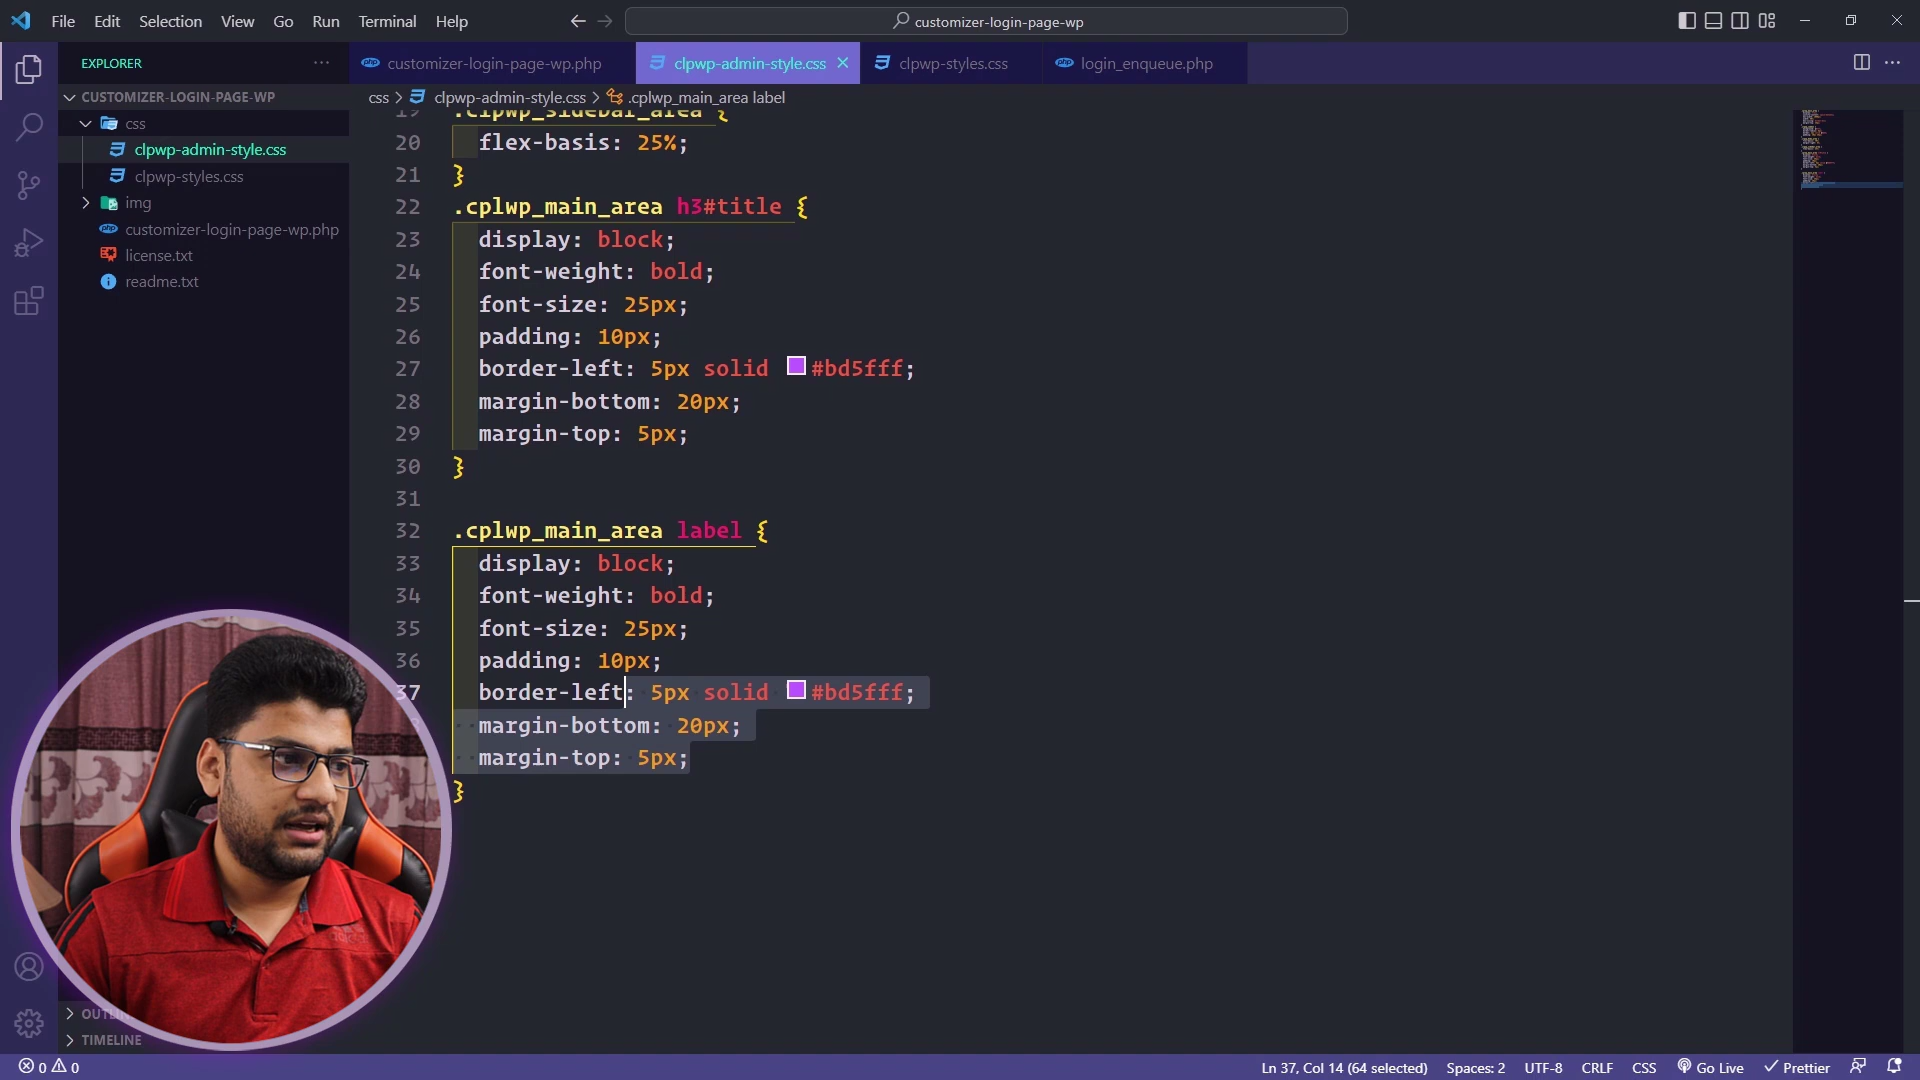 File Edit Selection View Go Run Terminal Help
customizer-login-page-wp
EXPLORER
customizer-login-page-wp.php
clpwp-admin-style.css
clpwp-styles.css
login_enqueue.php
CUSTOMIZER-LOGIN-PAGE-WP
css
clpwp-admin-style.css
clpwp-styles.css
img
customizer-login-page-wp.php
license.txt
readme.txt
css > clpwp-admin-style.css > .cplwp_main_area label
19 .clpwp_sidebar_area {
20 flex-basis: 25%;
21 }
22 .cplwp_main_area h3#title {
23 display: block;
24 font-weight: bold;
25 font-size: 25px;
26 padding: 10px;
27 border-left: 5px solid #bd5fff;
28 margin-bottom: 20px;
29 margin-top: 5px;
30 }
31
32 .cplwp_main_area label {
33 display: block;
34 font-weight: bold;
35 font-size: 25px;
36 padding: 10px;
37 border-left: 5px solid #bd5fff;
margin-bottom: 20px;
margin-top: 5px;
}
TIMELINE
0 0
Ln 37, Col 14 (64 selected) Spaces: 2 UTF-8 CRLF CSS Go Live Prettier